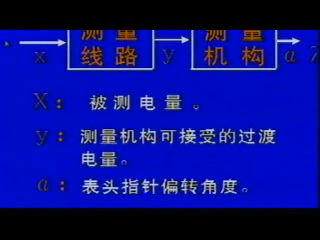 测量 测量
x 线路 y 机构 α
X： 被测电量。
y： 测量机构可接受的过渡
电量。
α： 表头指针偏转角度。